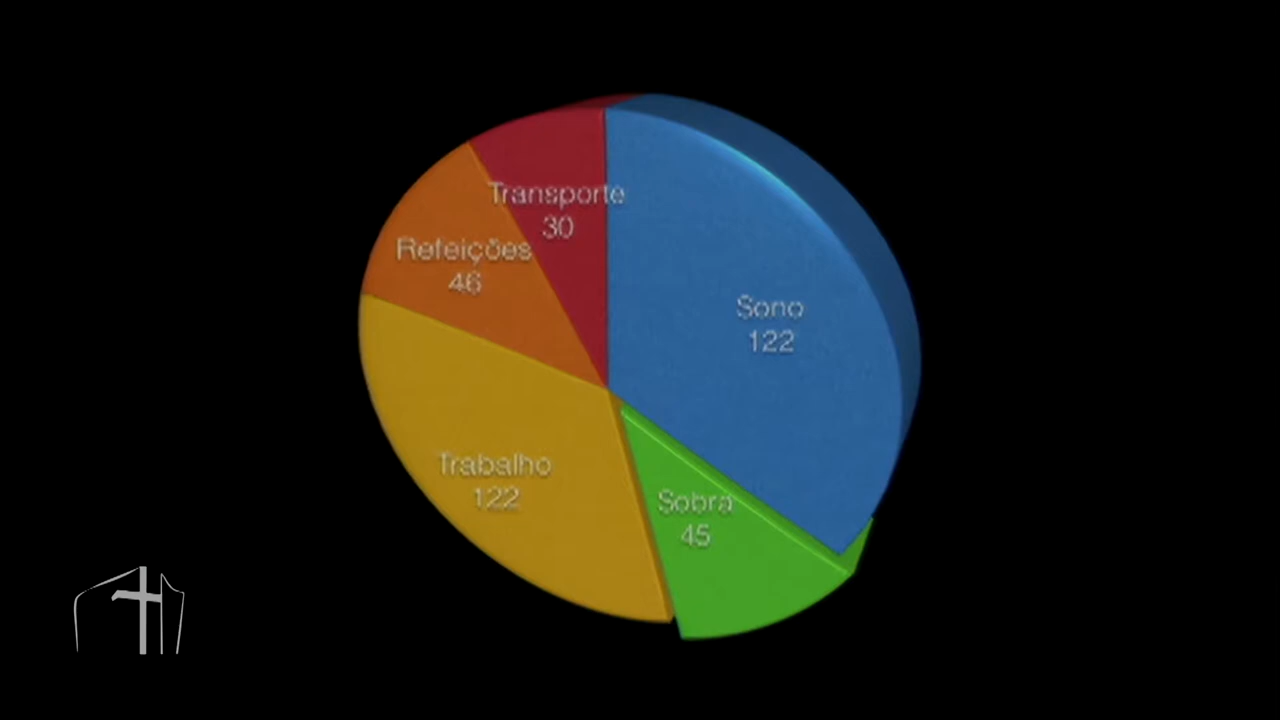 Transporte
30
Refeições
46
Sono
122
Trabalho
122
Sobra
45